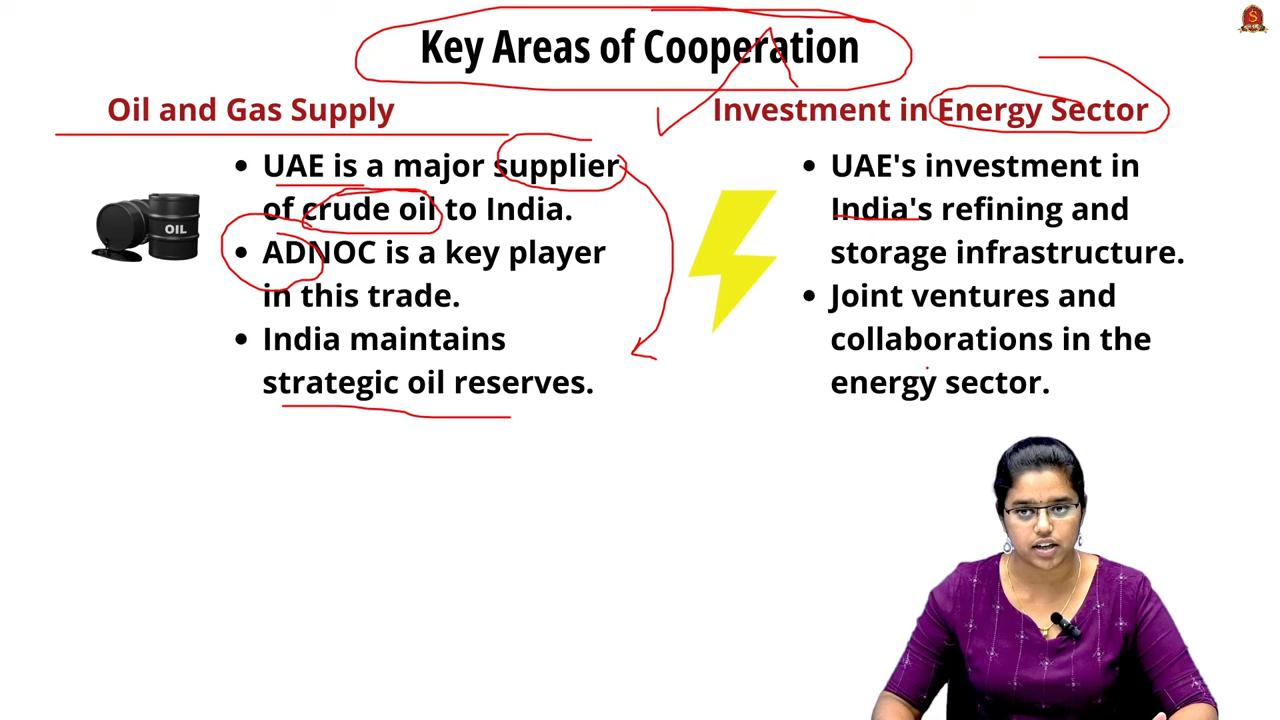 Key Areas of Cooperation
Oil and Gas Supply
• UAE is a major supplier
of crude oil to India.
• ADNOC is a key player
in this trade.
• India maintains
strategic oil reserves.
OIL
Investment in Energy Sector
• UAE's investment in
India's refining and
storage infrastructure.
• Joint ventures and
collaborations in the
energy sector.
S